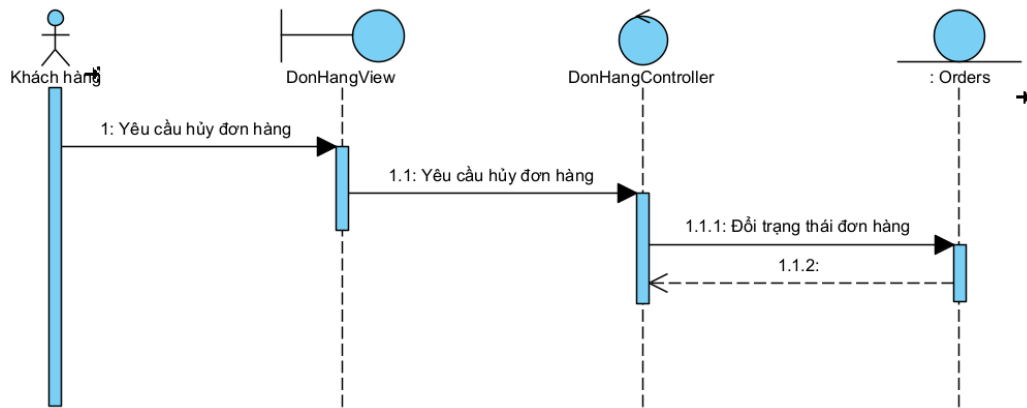 Khách hàng
DonHangView
DonHangController
: Orders
1: Yêu cầu hủy đơn hàng
1.1: Yêu cầu hủy đơn hàng
1.1.1: Đổi trạng thái đơn hàng
1.1.2: